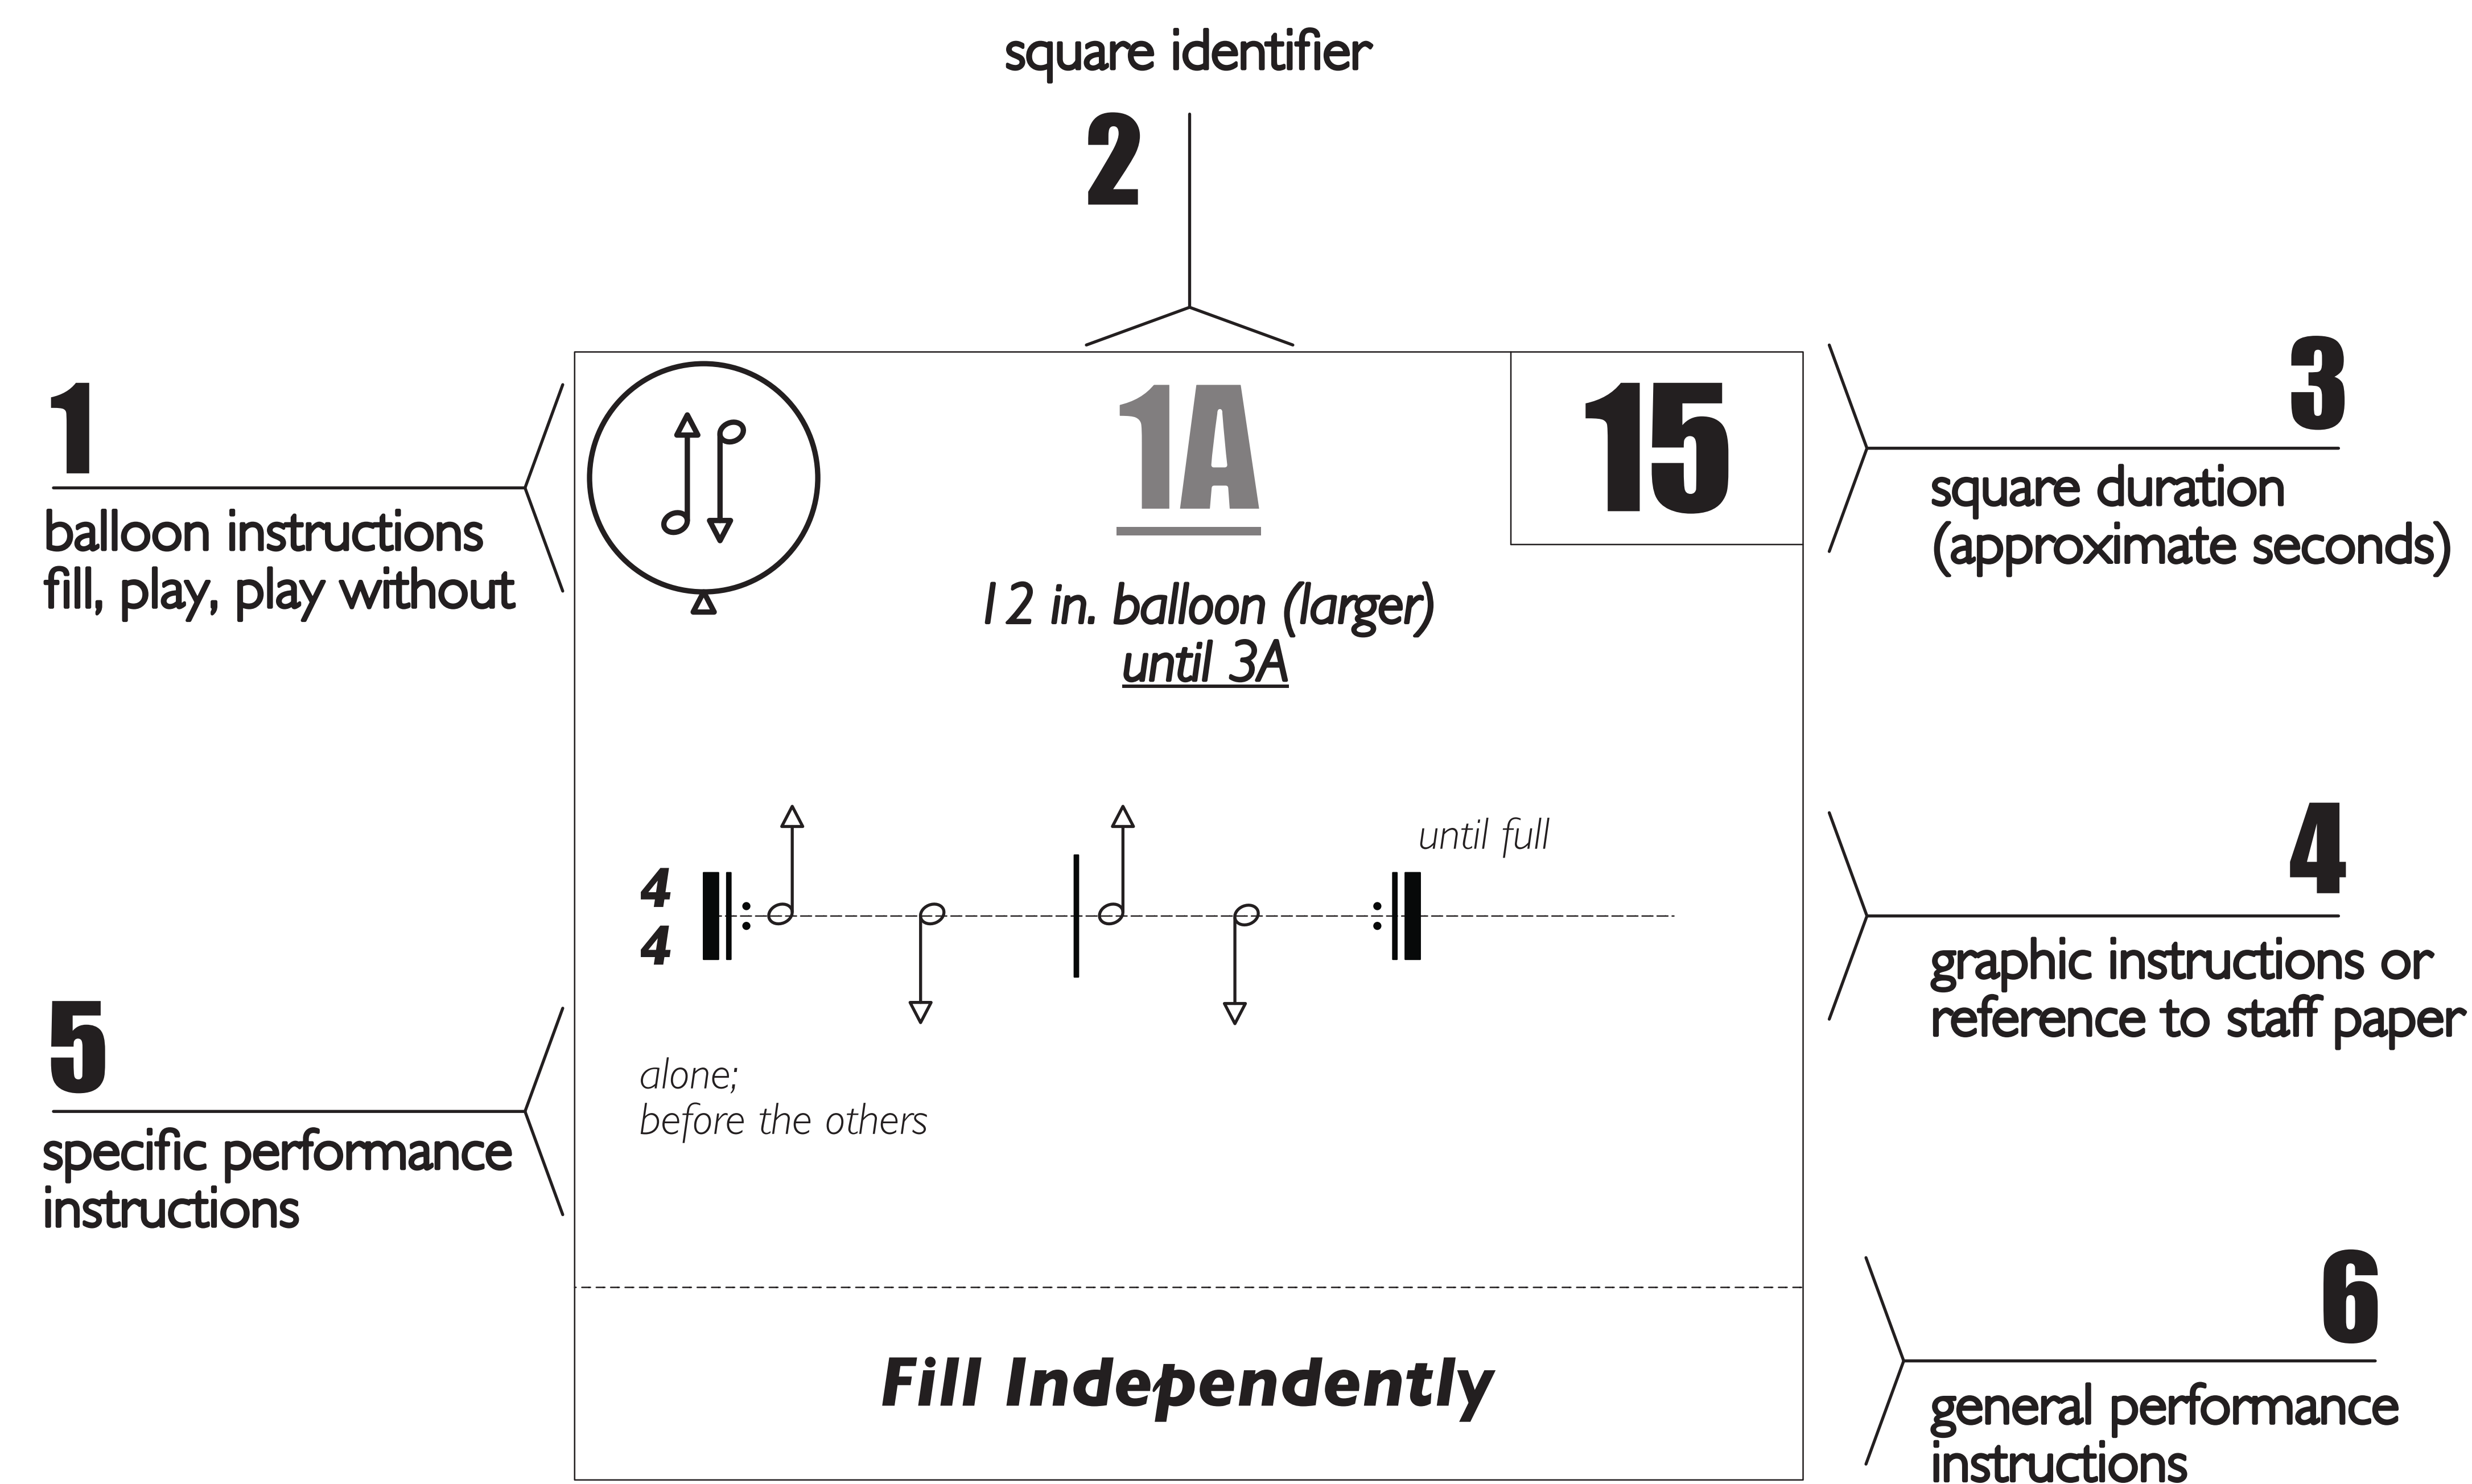 square identifier
2
1
balloon instructions
fill, play, play without
1A
15
3
square duration
(approximate seconds)
12 in. balloon (larger)
until 3A
4
4
until full
4
graphic instructions or
reference to staff paper
5
specific performance
instructions
alone;
before the others
Fill Independently
6
general performance
instructions